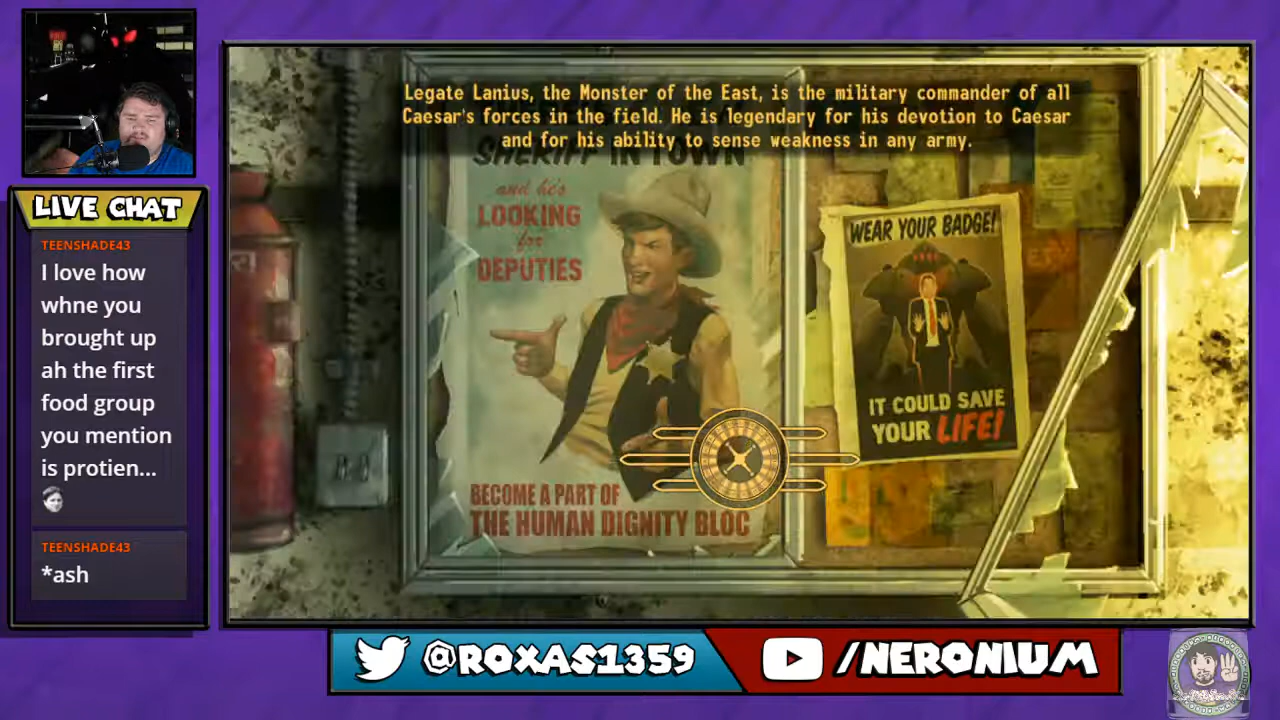 LIVE CHAT
TEENSHADE43
I love how
whne you
brought up
ah the first
food group
you mention
is protien...
TEENSHADE43
*ash
Legate Lanius, the Monster of the East, is the military commander of all
Caesar's forces in the field. He is legendary for his devotion to Caesar
and for his ability to sense weakness in any army.
SHERIFF IN TOWN
and he's
LOOKING
for
DEPUTIES
BECOME A PART OF
THE HUMAN DIGNITY BLOC
WEAR YOUR BADGE!
IT COULD SAVE
YOUR LIFE!
@ROXAS1359
/NERONIUM